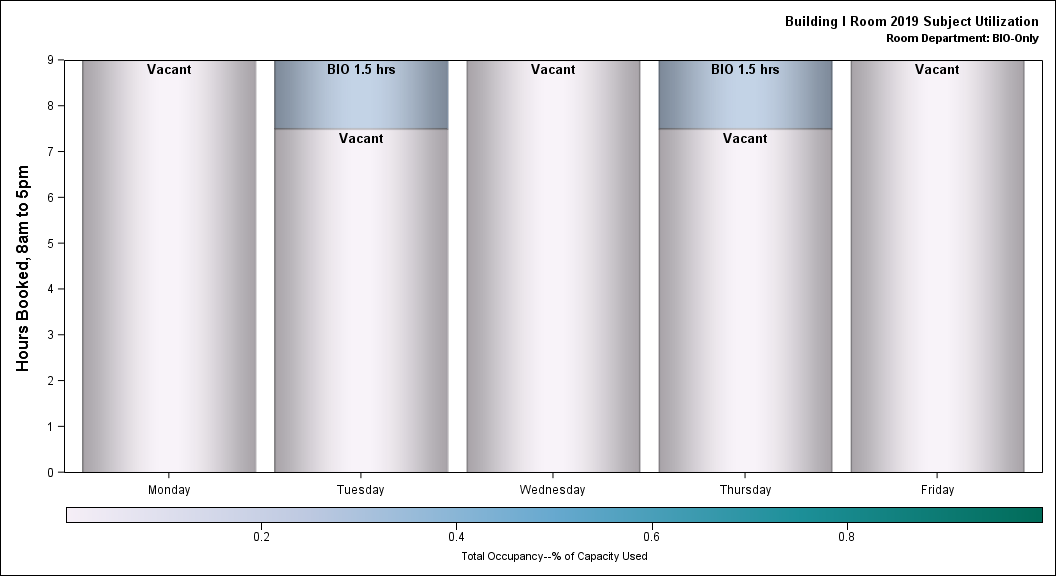 Building I Room 2019 Subject Utilization
Room Department: BIO-Only
Hours Booked, 8am to 5pm
9
8
7
6
5
4
3
2
1
0
Vacant
BIO 1.5 hrs
Vacant
Vacant
BIO 1.5 hrs
Vacant
Vacant
Monday
Tuesday
Wednesday
Thursday
Friday
0.2
0.4
0.6
0.8
Total Occupancy--% of Capacity Used